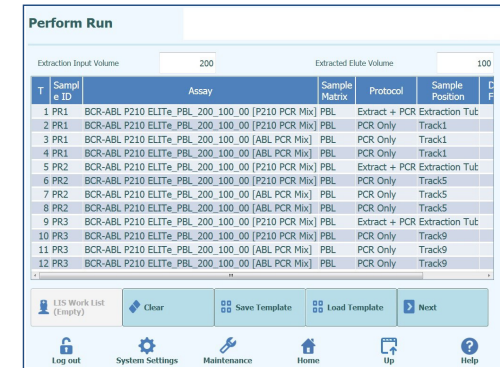 Perform Run
Extraction Input Volume 200 Extracted Elute Volume 100
T Sampl e ID Assay Sample Matrix Protocol Sample Position
1 PR1 BCR-ABL P210 ELITe_PBL_200_100_00 [P210 PCR Mix] PBL Extract + PCR Extraction Tub
2 PR1 BCR-ABL P210 ELITe_PBL_200_100_00 [P210 PCR Mix] PBL PCR Only Track1
3 PR1 BCR-ABL P210 ELITe_PBL_200_100_00 [ABL PCR Mix] PBL PCR Only Track1
4 PR1 BCR-ABL P210 ELITe_PBL_200_100_00 [ABL PCR Mix] PBL PCR Only Track1
5 PR2 BCR-ABL P210 ELITe_PBL_200_100_00 [P210 PCR Mix] PBL Extract + PCR Extraction Tub
6 PR2 BCR-ABL P210 ELITe_PBL_200_100_00 [P210 PCR Mix] PBL PCR Only Track5
7 PR2 BCR-ABL P210 ELITe_PBL_200_100_00 [ABL PCR Mix] PBL PCR Only Track5
8 PR2 BCR-ABL P210 ELITe_PBL_200_100_00 [ABL PCR Mix] PBL PCR Only Track5
9 PR3 BCR-ABL P210 ELITe_PBL_200_100_00 [P210 PCR Mix] PBL Extract + PCR Extraction Tub
10 PR3 BCR-ABL P210 ELITe_PBL_200_100_00 [P210 PCR Mix] PBL PCR Only Track9
11 PR3 BCR-ABL P210 ELITe_PBL_200_100_00 [ABL PCR Mix] PBL PCR Only Track9
12 PR3 BCR-ABL P210 ELITe_PBL_200_100_00 [ABL PCR Mix] PBL PCR Only Track9
LIS Work List (Empty) Clear Save Template Load Template Next
Log out System Settings Maintenance Home Up Help